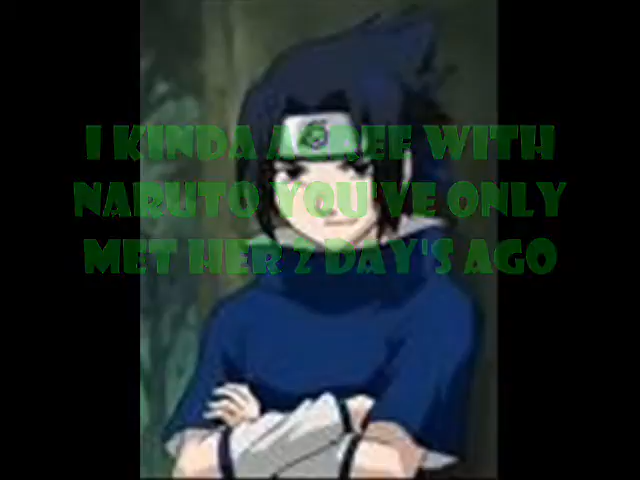 I KINDA AGREE WITH
NARUTO YOU'VE ONLY
MET HER 2 DAY'S AGO